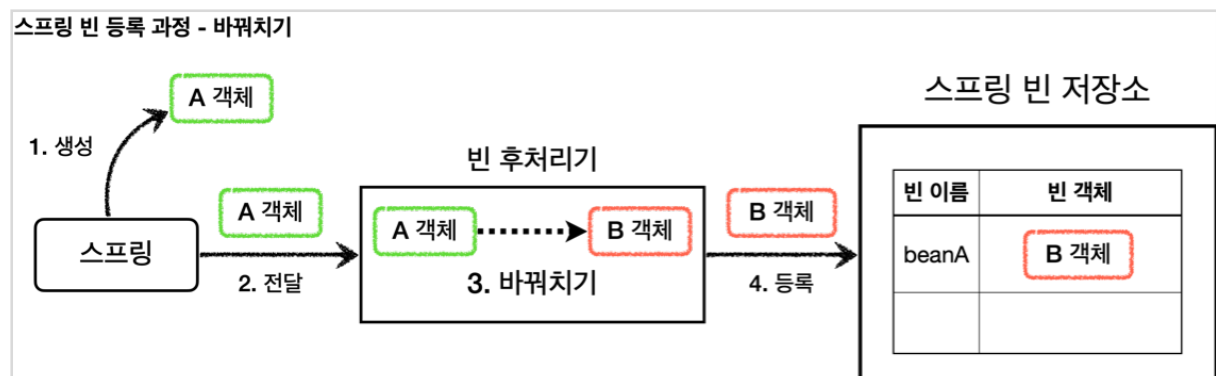 스프링 빈 등록 과정 - 바꿔치기
스프링 빈 저장소
A 객체
1. 생성
빈 후처리기
빈 이름
빈 객체
A 객체
B 객체
스프링
A 객체
B 객체
beanA
B 객체
2. 전달
3. 바꿔치기
4. 등록